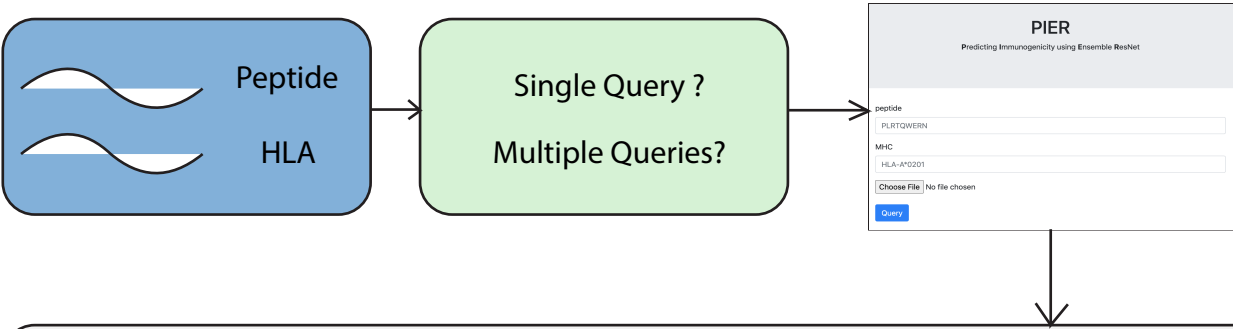 Peptide
HLA
Single Query ?
Multiple Queries?
PIER
Predicting Immunogenicity using Ensemble ResNet
peptide
PLRTQWERN
MHC
HLA-A*0201
Choose File No file chosen
Query